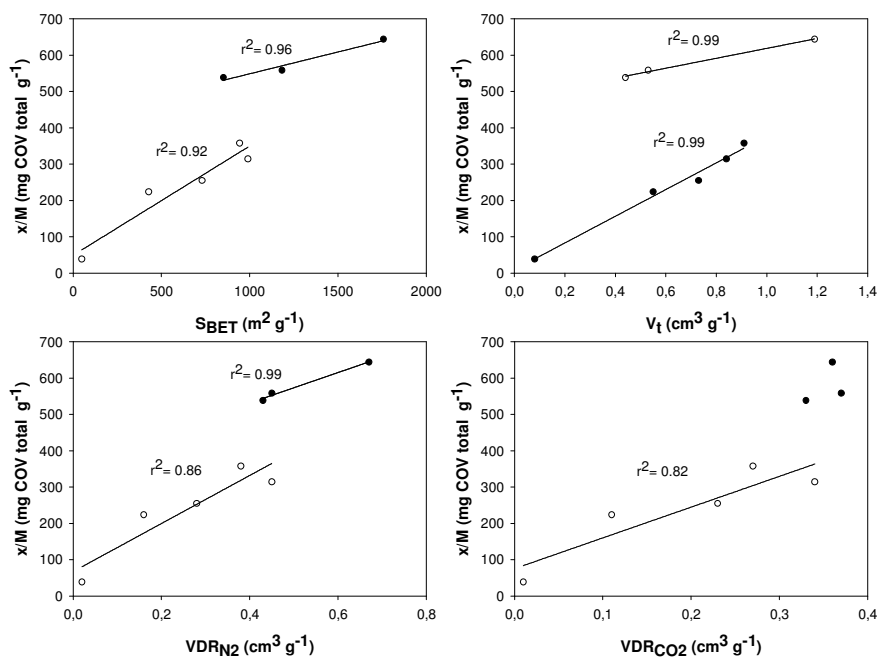 700
600
500
400
300
200
100
0
x/M (mg COV total g-1)
r2= 0.96
r2= 0.92
0 500 1000 1500 2000
SBET (m2 g-1)
700
600
500
400
300
200
100
0
x/M (mg COV total g-1)
r2= 0.99
r2= 0.99
0,0 0,2 0,4 0,6 0,8 1,0 1,2 1,4
Vt (cm3 g-1)
700
600
500
400
300
200
100
0
x/M (mg COV total g-1)
r2= 0.99
r2= 0.86
0,0 0,2 0,4 0,6 0,8
VDRN2 (cm3 g-1)
700
600
500
400
300
200
100
0
x/M (mg COV total g-1)
r2= 0.82
0,0 0,1 0,2 0,3 0,4
VDRCO2 (cm3 g-1)